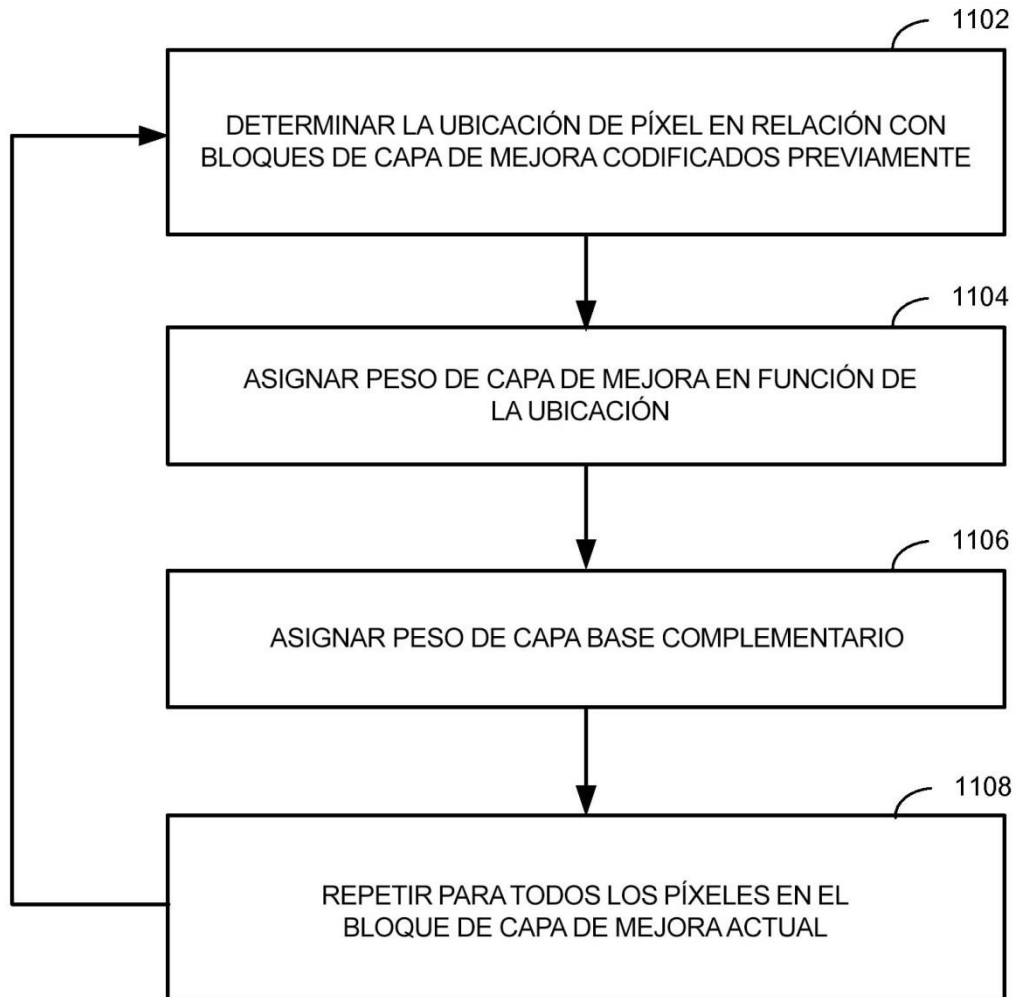 1102
DETERMINAR LA UBICACIÓN DE PÍXEL EN RELACIÓN CON
BLOQUES DE CAPA DE MEJORA CODIFICADOS PREVIAMENTE
1104
ASIGNAR PESO DE CAPA DE MEJORA EN FUNCIÓN DE
LA UBICACIÓN
1106
ASIGNAR PESO DE CAPA BASE COMPLEMENTARIO
1108
REPETIR PARA TODOS LOS PÍXELES EN EL
BLOQUE DE CAPA DE MEJORA ACTUAL